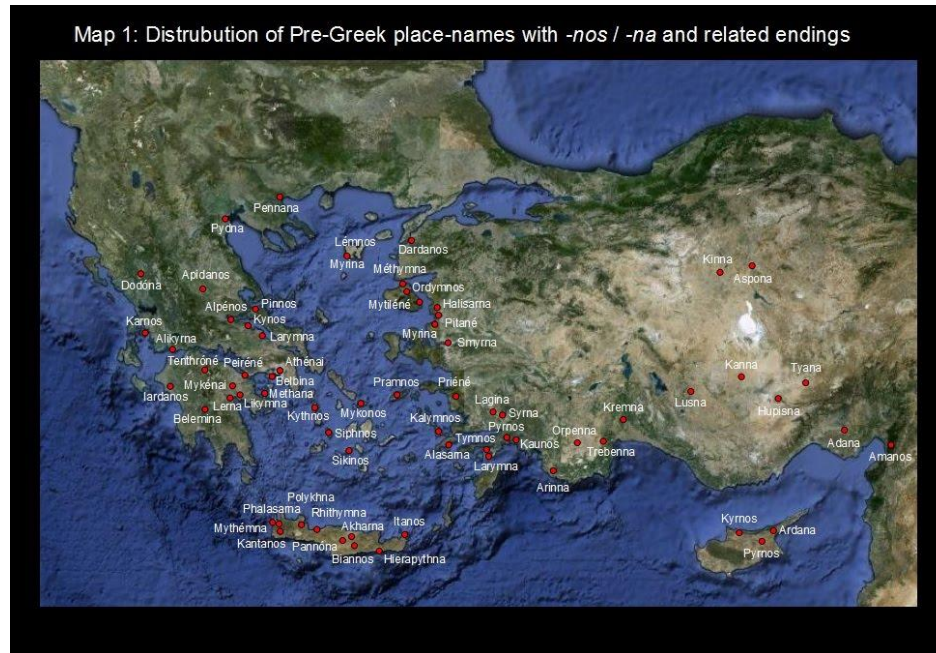 Map 1: Distrubution of Pre-Greek place-names with -nos / -na and related endings
Pennana
Pydna
Lêmnos
Myrina
Dardanos
Kinna
Aspona
Dodóna
Apidanos
Méthymna
Ordymnos
Mytiléné
Halisarna
Alpénos
Pinnos
Kynos
Karnos
Alikyrna
Larymna
Myrina
Pitané
Smyrna
Tenthróné
Peiréné
Athénai
Belbina
Kanna
Tyana
Iardanos
Mykénai
Methana
Pramnos
Priéné
Lagina
Lusna
Hupisna
Lerna
Likymna
Belemina
Kythnos
Mykonos
Syrna
Kremna
Kalymnos
Pyrnos
Orpenna
Adana
Siphnos
Tymnos
Kaunos
Trebenna
Amanos
Sikinos
Alasarna
Larymna
Arinna
Polykhna
Phalasarna
Rhithymna
Mythémna
Akharna
Itanos
Kyrnos
Ardana
Kantanos
Pannóna
Biannos
Hierapythna
Pyrnos